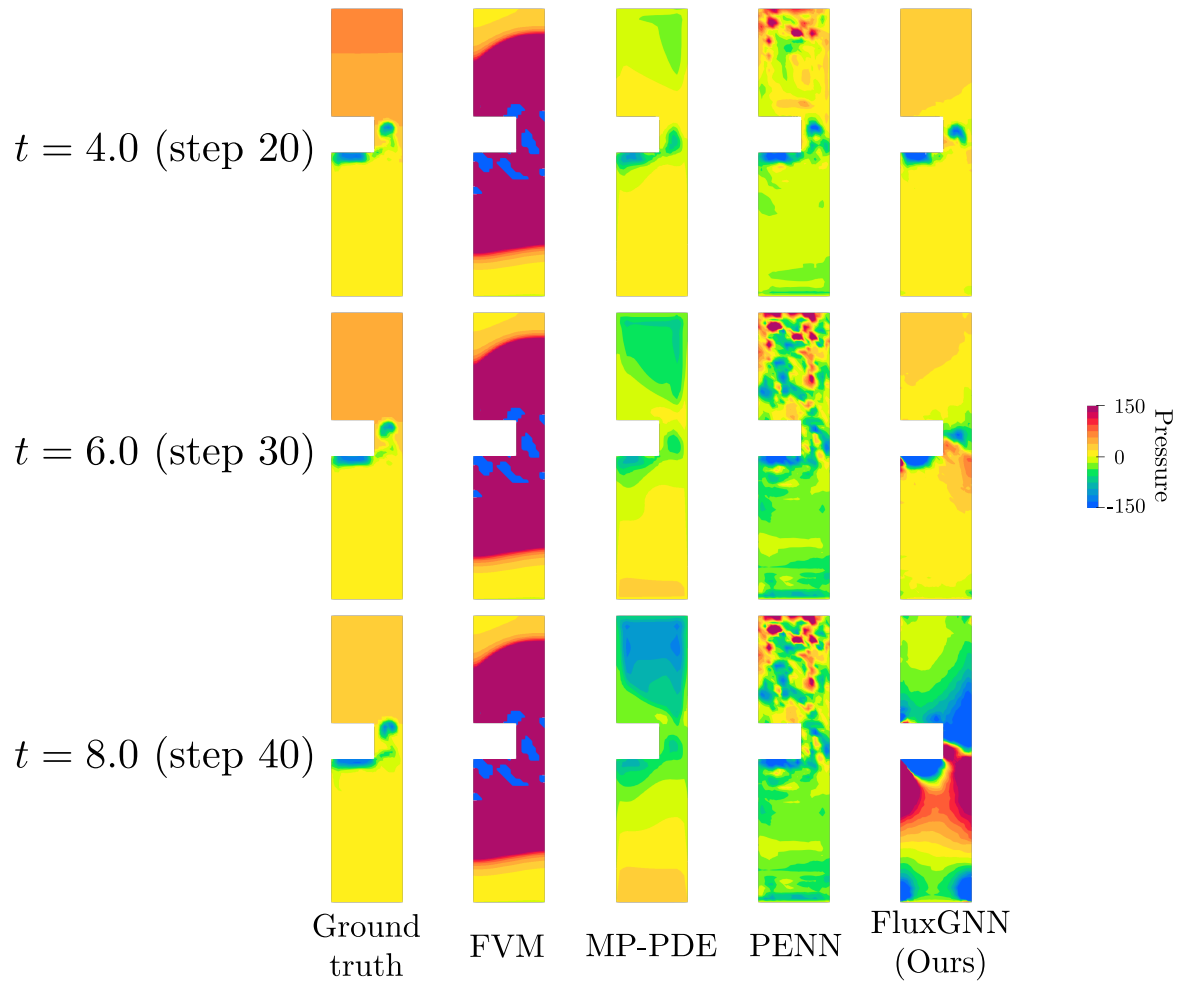 t = 4.0 (step 20)
t = 6.0 (step 30)
150
0
-150
Pressure
t = 8.0 (step 40)
Ground
truth
FVM
MP-PDE
PENN
FluxGNN
(Ours)